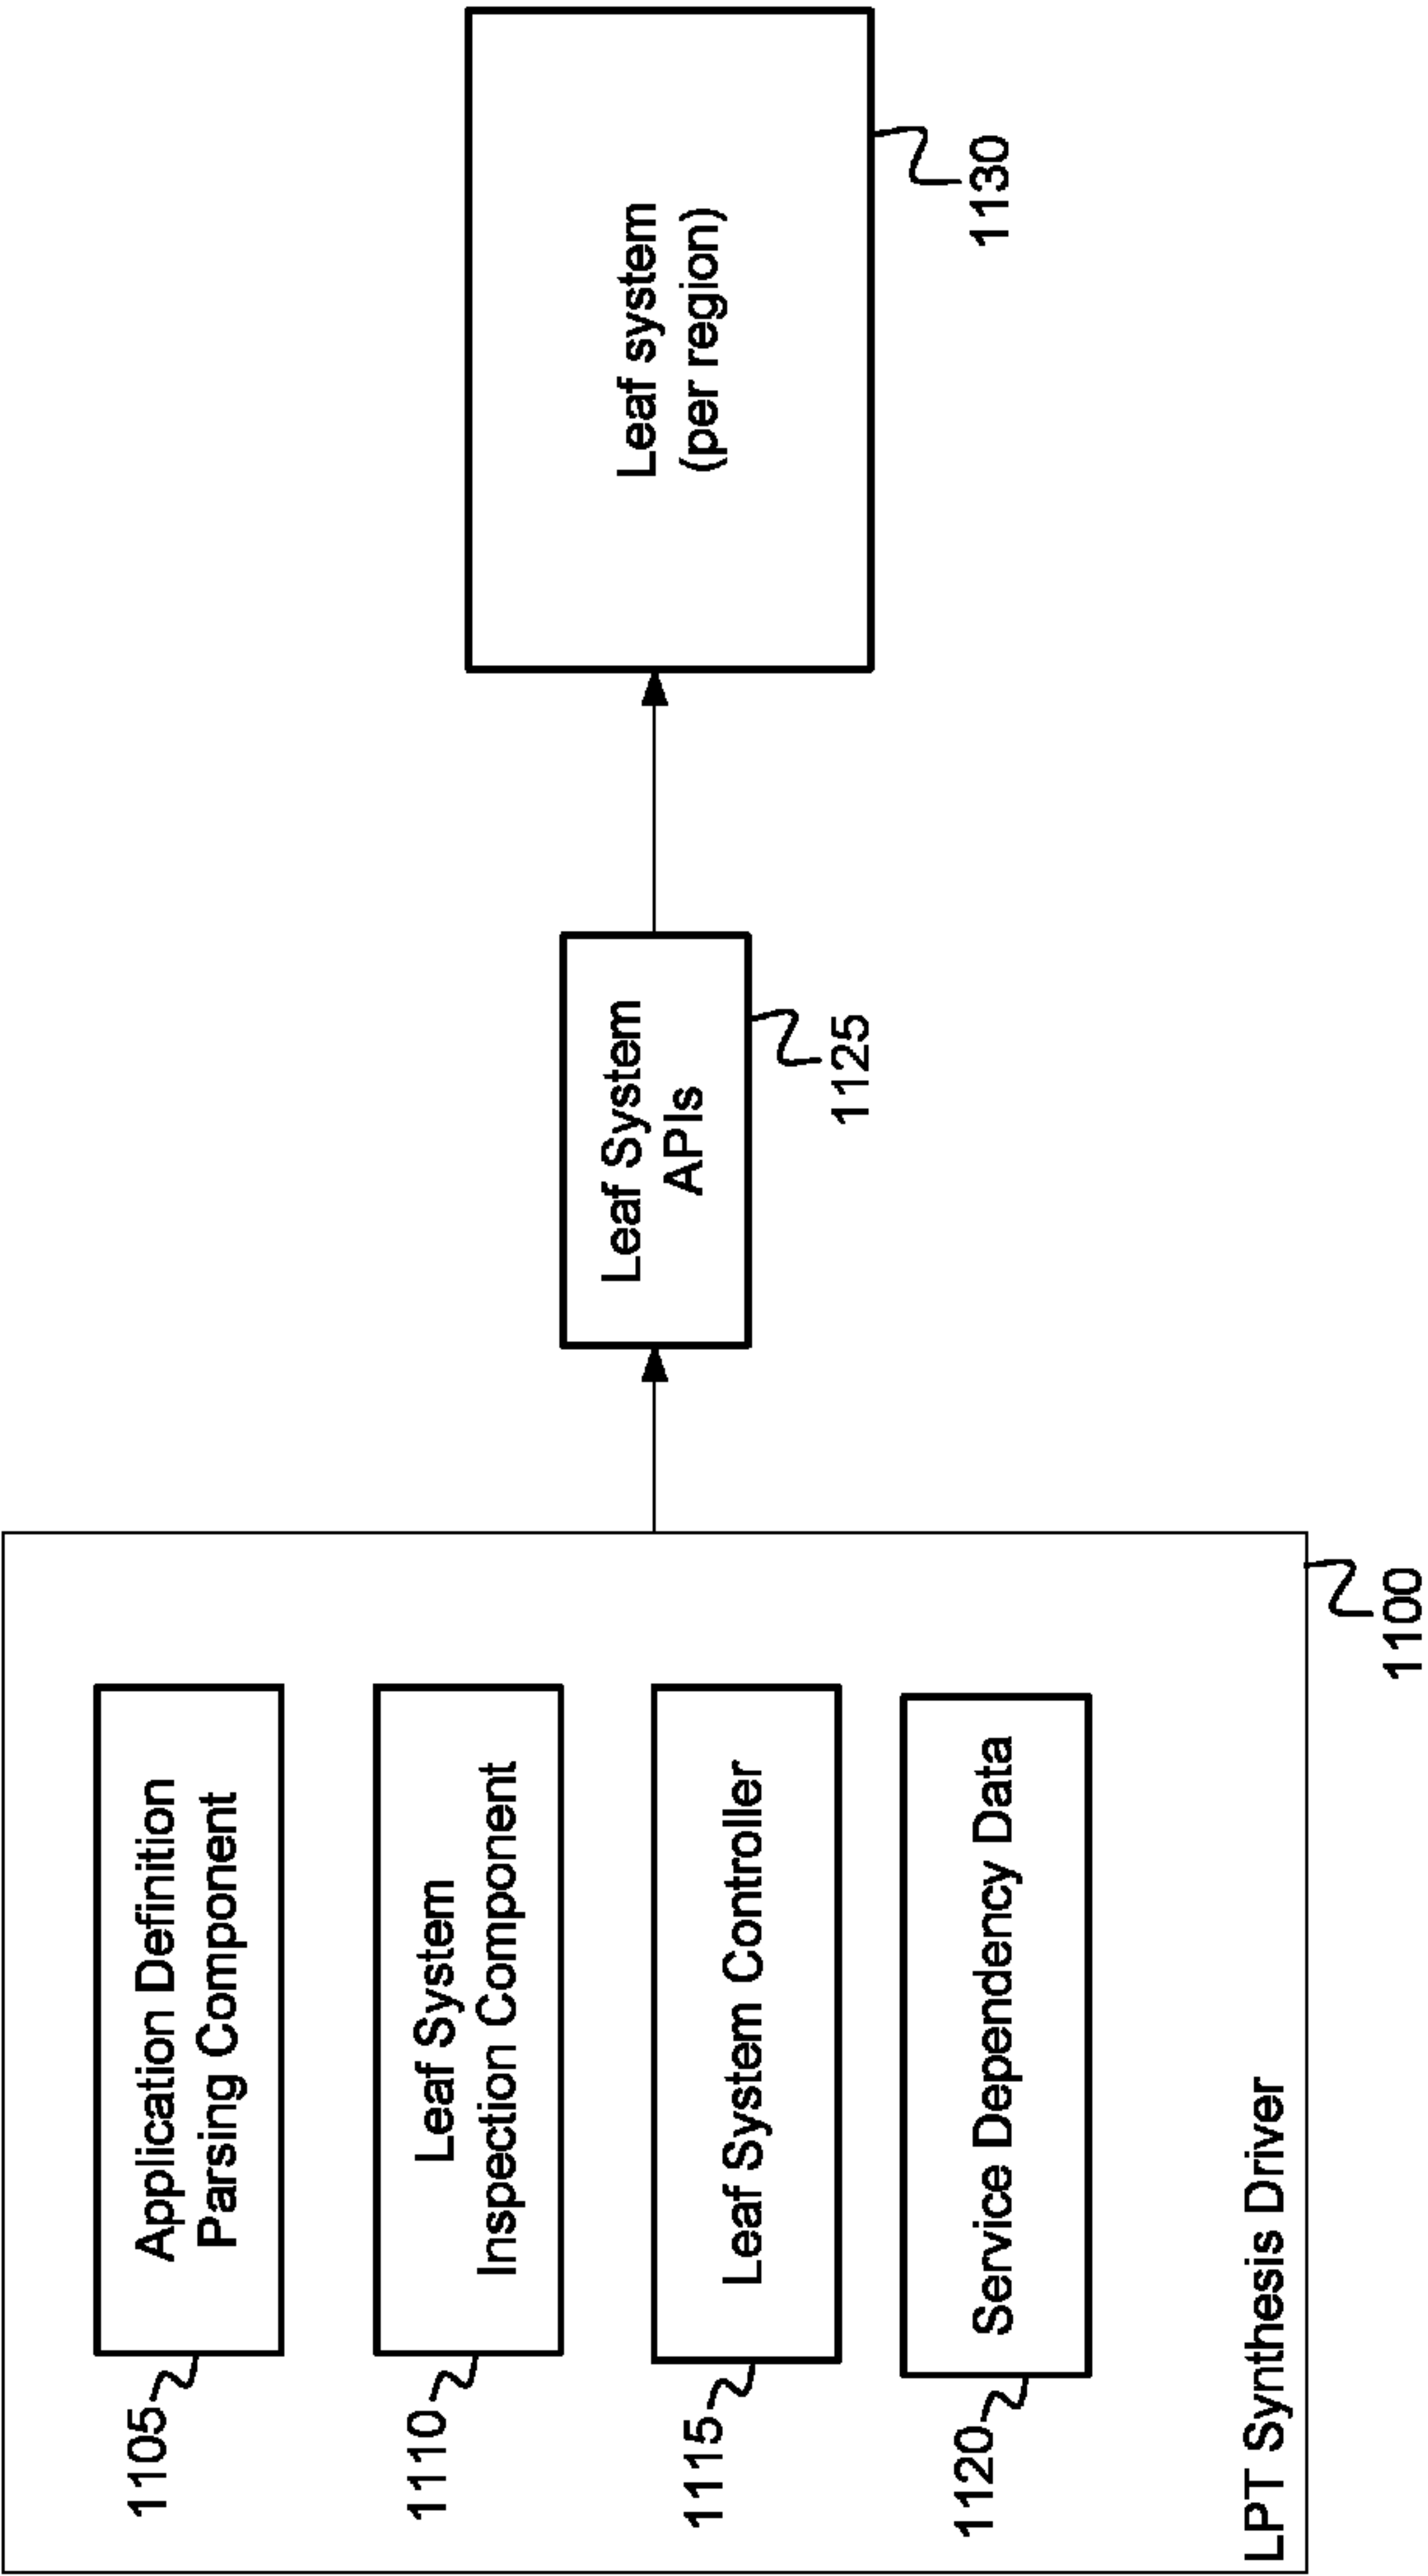 1105
Application Definition
Parsing Component
1110
Leaf System
Inspection Component
1115
Leaf System Controller
1120
Service Dependency Data
LPT Synthesis Driver
1100
Leaf System
APIs
1125
Leaf system
(per region)
1130